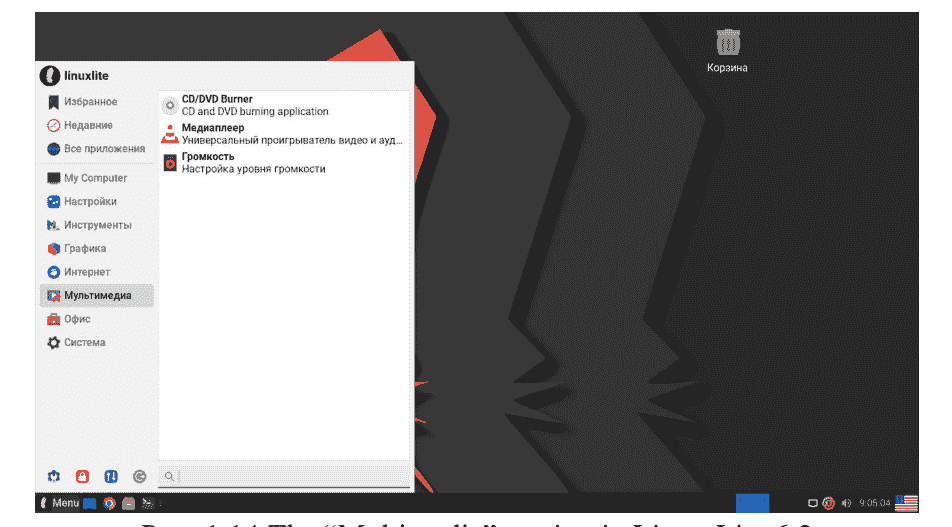 Корзина
linuxlite
Избранное
Недавние
Все приложения
My Computer
Настройки
Инструменты
Графика
Интернет
Мультимедиа
Офис
Система
CD/DVD Burner
CD and DVD burning application
Медиаплеер
Универсальный проигрыватель видео и ауд...
Громкость
Настройка уровня громкости
Menu
9:05:04